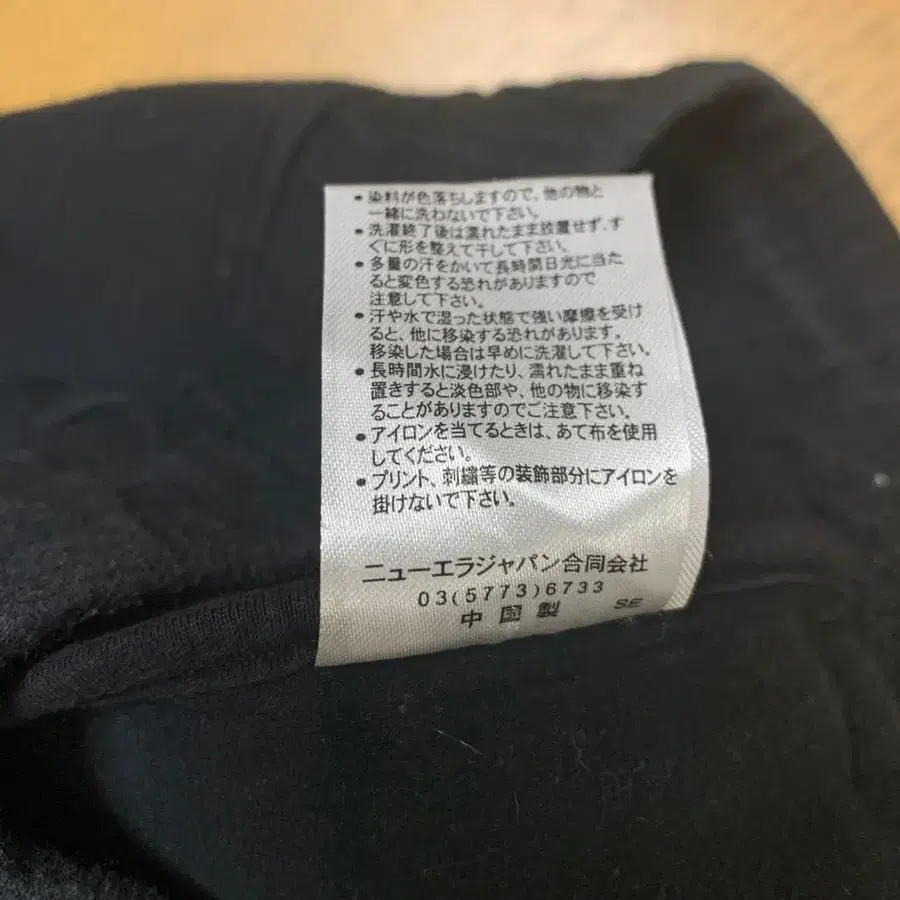 • 染料が色落ちしますので、他の物と
一緒に洗わないで下さい。
• 洗濯終了後は濡れたまま放置せず、す
ぐに形を整えて干して下さい。
• 多量の汗をかいて長時間日光に当た
ると変色する恐れがありますので
注意して下さい。
• 汗や水で湿った状態で強い摩擦を受け
ると、他に移染する恐れがあります。
移染した場合は早めに洗濯して下さい。
• 長時間水に浸けたり、濡れたまま重ね
置きすると淡色部や、他の物に移染す
ることがありますのでご注意下さい。
• アイロンを当てるときは、あて布を使用
してください。
• プリント、刺繍等の装飾部分にアイロンを
掛けないで下さい。
ニューエラジャパン合同会社
03(5773)6733
中国製 SE